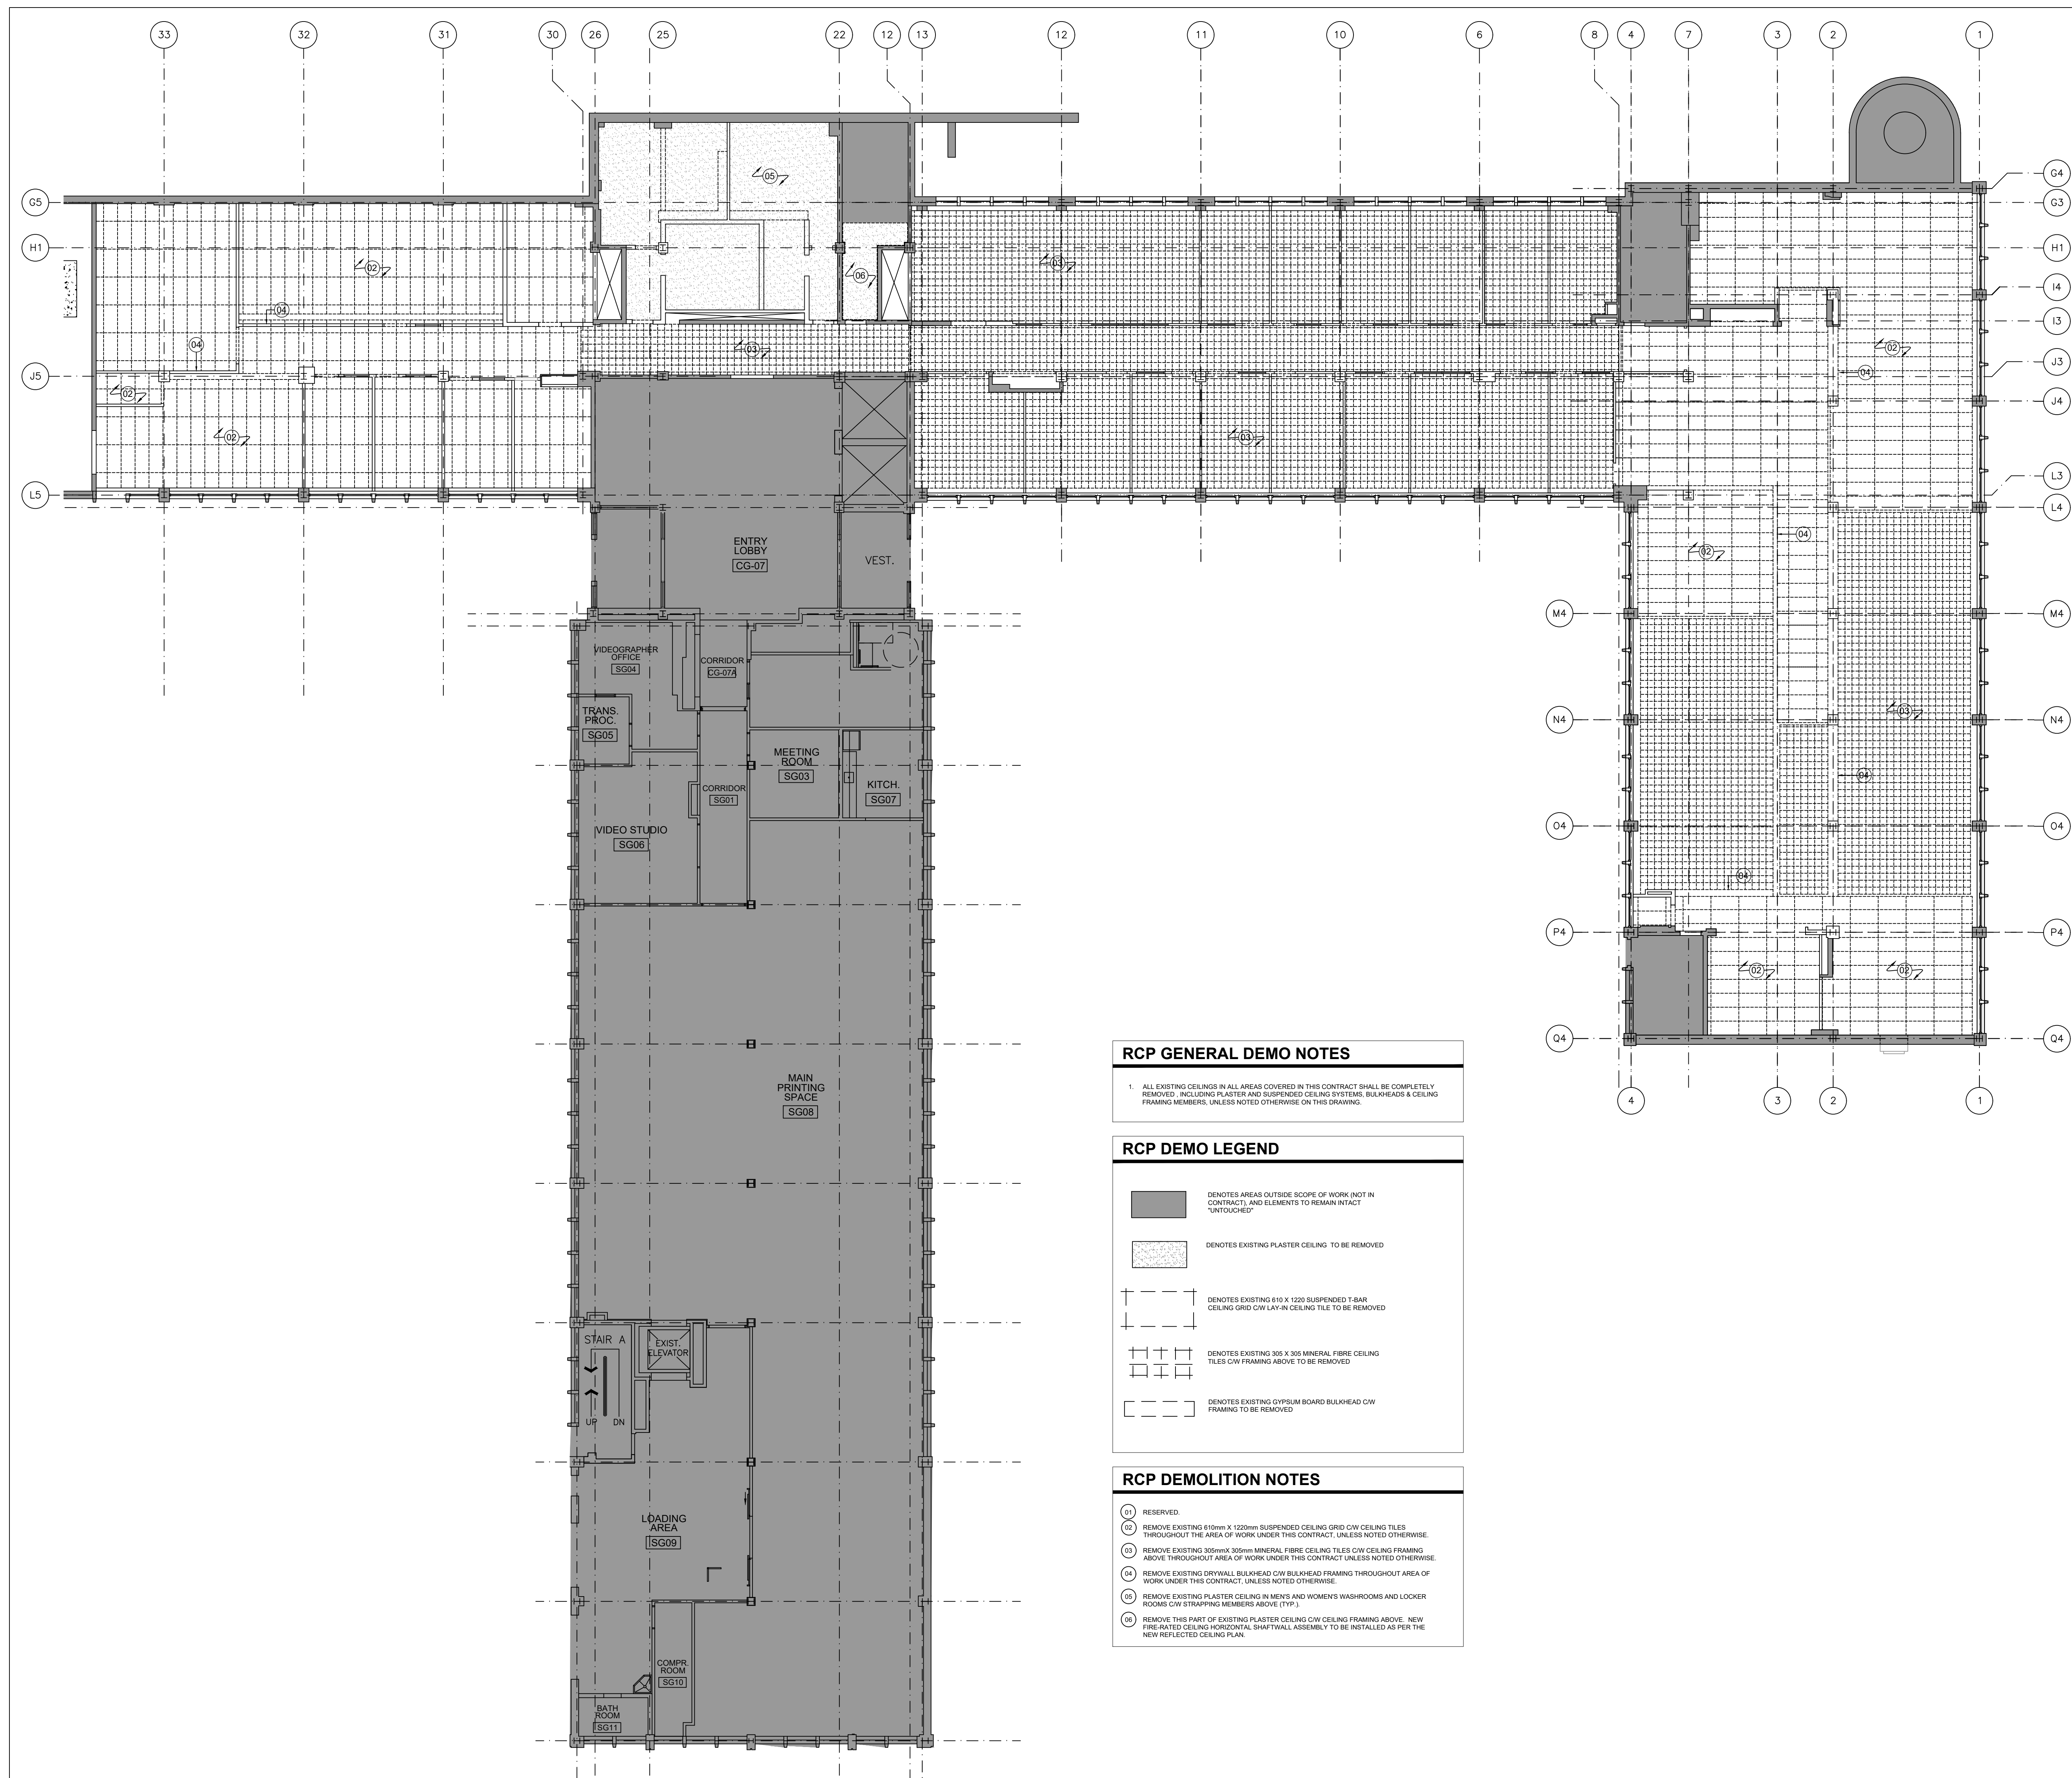 33 32 31 30 26 25 22 12 13 12 11 10 6 8 4 7 3 2 1
G4
G5
G3
05
H1
H1
02
03
06
I4
04
I3
04
03
02
J5
J3
02
04
J4
02
03
L3
L5
L4
ENTRY
LOBBY
CG-07
VEST.
04
02
M4
M4
VIDEOGRAPHER
OFFICE
SG04
CORRIDOR
CG-07A
TRANS.
PROC.
SG05
03
N4
N4
MEETING
ROOM
SG03
04
KITCH.
SG07
CORRIDOR
SG01
VIDEO STUDIO
SG06
O4
O4
04
P4
P4
02
02
Q4
Q4
4 3 2 1
MAIN
PRINTING
SPACE
SG08
STAIR A
UP DN
EXIST.
ELEVATOR
LOADING
AREA
SG09
COMPR.
ROOM
SG10
BATH
ROOM
SG11
RCP GENERAL DEMO NOTES
1. ALL EXISTING CEILINGS IN ALL AREAS COVERED IN THIS CONTRACT SHALL BE COMPLETELY
REMOVED , INCLUDING PLASTER AND SUSPENDED CEILING SYSTEMS, BULKHEADS & CEILING
FRAMING MEMBERS, UNLESS NOTED OTHERWISE ON THIS DRAWING.
RCP DEMO LEGEND
DENOTES AREAS OUTSIDE SCOPE OF WORK (NOT IN
CONTRACT), AND ELEMENTS TO REMAIN INTACT
"UNTOUCHED"
DENOTES EXISTING PLASTER CEILING TO BE REMOVED
DENOTES EXISTING 610 X 1220 SUSPENDED T-BAR
CEILING GRID C/W LAY-IN CEILING TILE TO BE REMOVED
DENOTES EXISTING 305 X 305 MINERAL FIBRE CEILING
TILES C/W FRAMING ABOVE TO BE REMOVED
DENOTES EXISTING GYPSUM BOARD BULKHEAD C/W
FRAMING TO BE REMOVED
RCP DEMOLITION NOTES
01 RESERVED.
02 REMOVE EXISTING 610mm X 1220mm SUSPENDED CEILING GRID C/W CEILING TILES
THROUGHOUT THE AREA OF WORK UNDER THIS CONTRACT, UNLESS NOTED OTHERWISE.
03 REMOVE EXISTING 305mmX 305mm MINERAL FIBRE CEILING TILES C/W CEILING FRAMING
ABOVE THROUGHOUT AREA OF WORK UNDER THIS CONTRACT UNLESS NOTED OTHERWISE.
04 REMOVE EXISTING DRYWALL BULKHEAD C/W BULKHEAD FRAMING THROUGHOUT AREA OF
WORK UNDER THIS CONTRACT, UNLESS NOTED OTHERWISE.
05 REMOVE EXISTING PLASTER CEILING IN MEN'S AND WOMEN'S WASHROOMS AND LOCKER
ROOMS C/W STRAPPING MEMBERS ABOVE (TYP.).
06 REMOVE THIS PART OF EXISTING PLASTER CEILING C/W CEILING FRAMING ABOVE. NEW
FIRE-RATED CEILING HORIZONTAL SHAFTWALL ASSEMBLY TO BE INSTALLED AS PER THE
NEW REFLECTED CEILING PLAN.